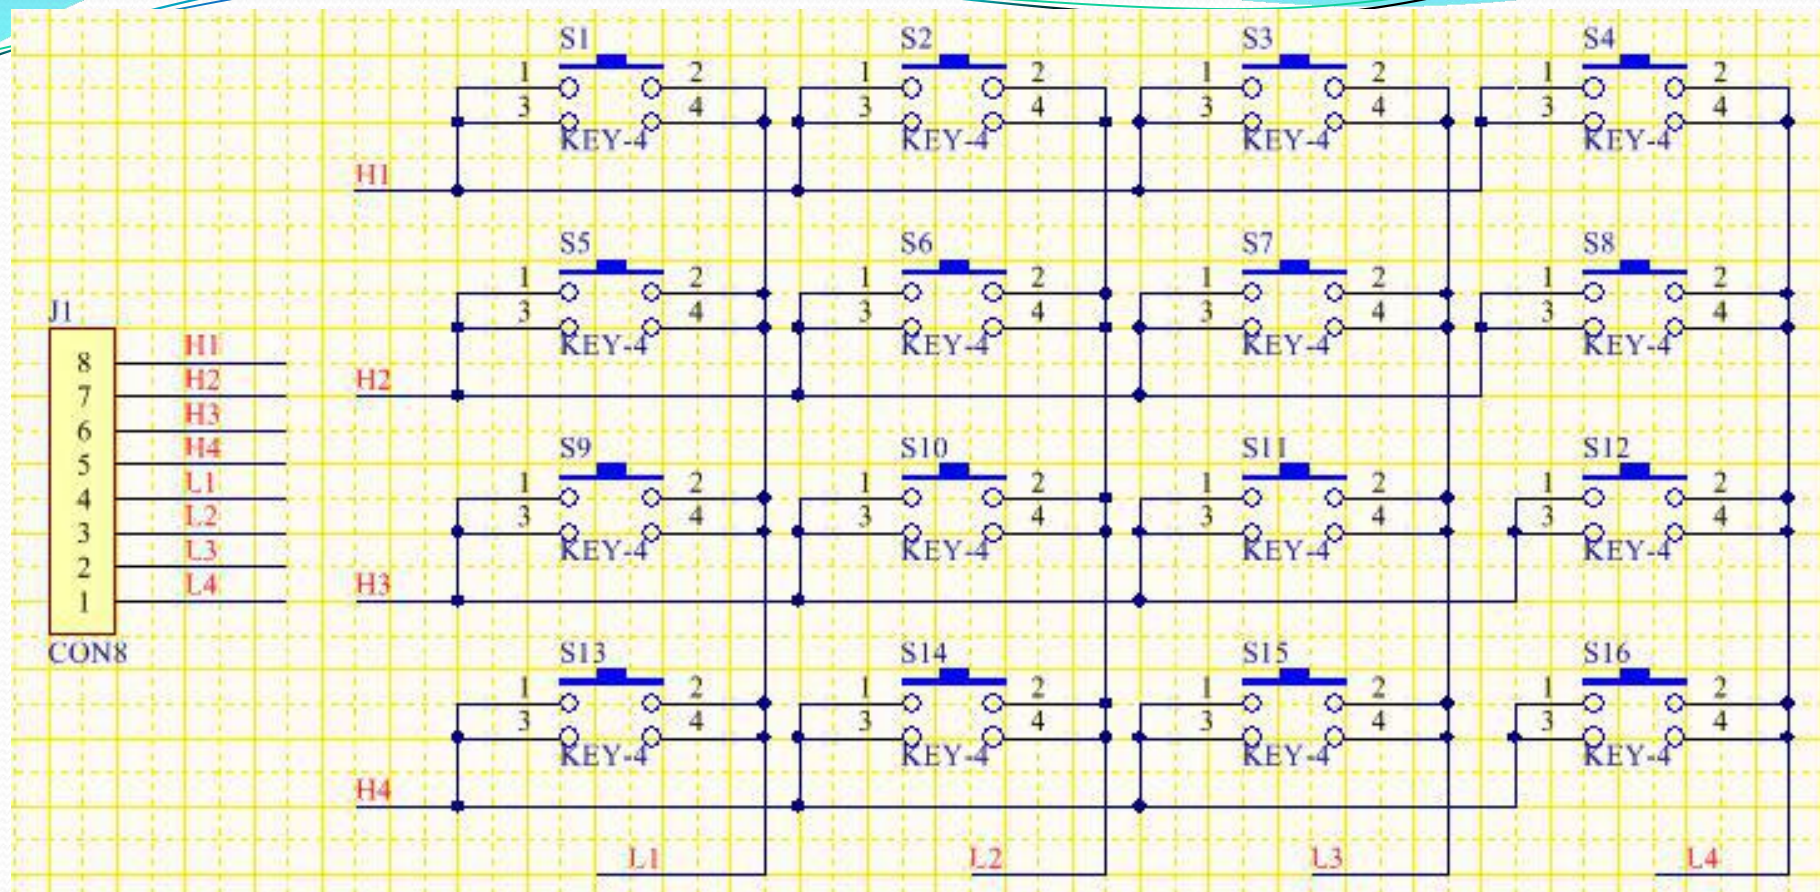 S1 S2 S3 S4
1 2 1 2 1 2 1 2
3 4 3 4 3 4 3 4
KEY-4 KEY-4 KEY-4 KEY-4
H1
S5 S6 S7 S8
1 2 1 2 1 2 1 2
3 4 3 4 3 4 3 4
KEY-4 KEY-4 KEY-4 KEY-4
H2
S9 S10 S11 S12
1 2 1 2 1 2 1 2
3 4 3 4 3 4 3 4
KEY-4 KEY-4 KEY-4 KEY-4
H3
S13 S14 S15 S16
1 2 1 2 1 2 1 2
3 4 3 4 3 4 3 4
KEY-4 KEY-4 KEY-4 KEY-4
H4
L1 L2 L3 L4
J1
8 H1
7 H2
6 H3
5 H4
4 L1
3 L2
2 L3
1 L4
CON8